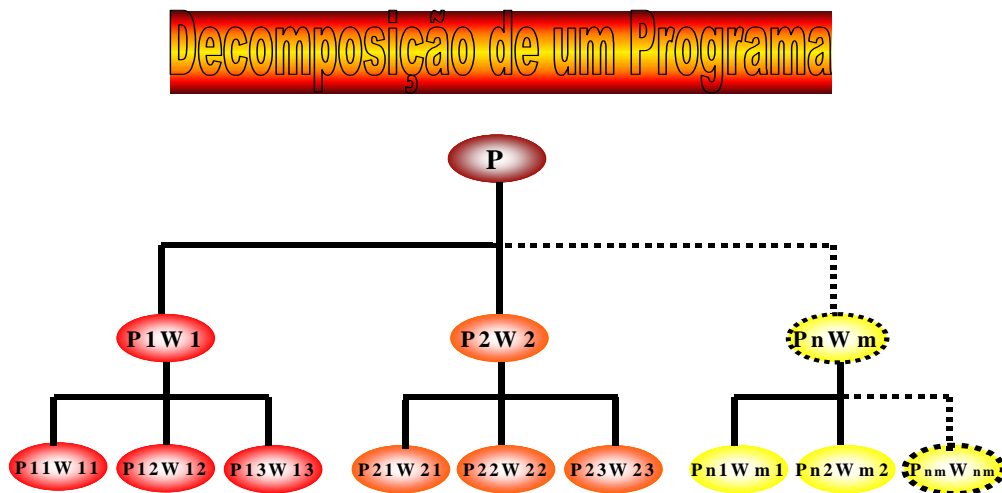 Decomposição de um Programa
P
P1W1
P2W2
PnWm
P11W11
P12W12
P13W13
P21W21
P22W22
P23W23
Pn1Wm1
Pn2Wm2
PnmWnm